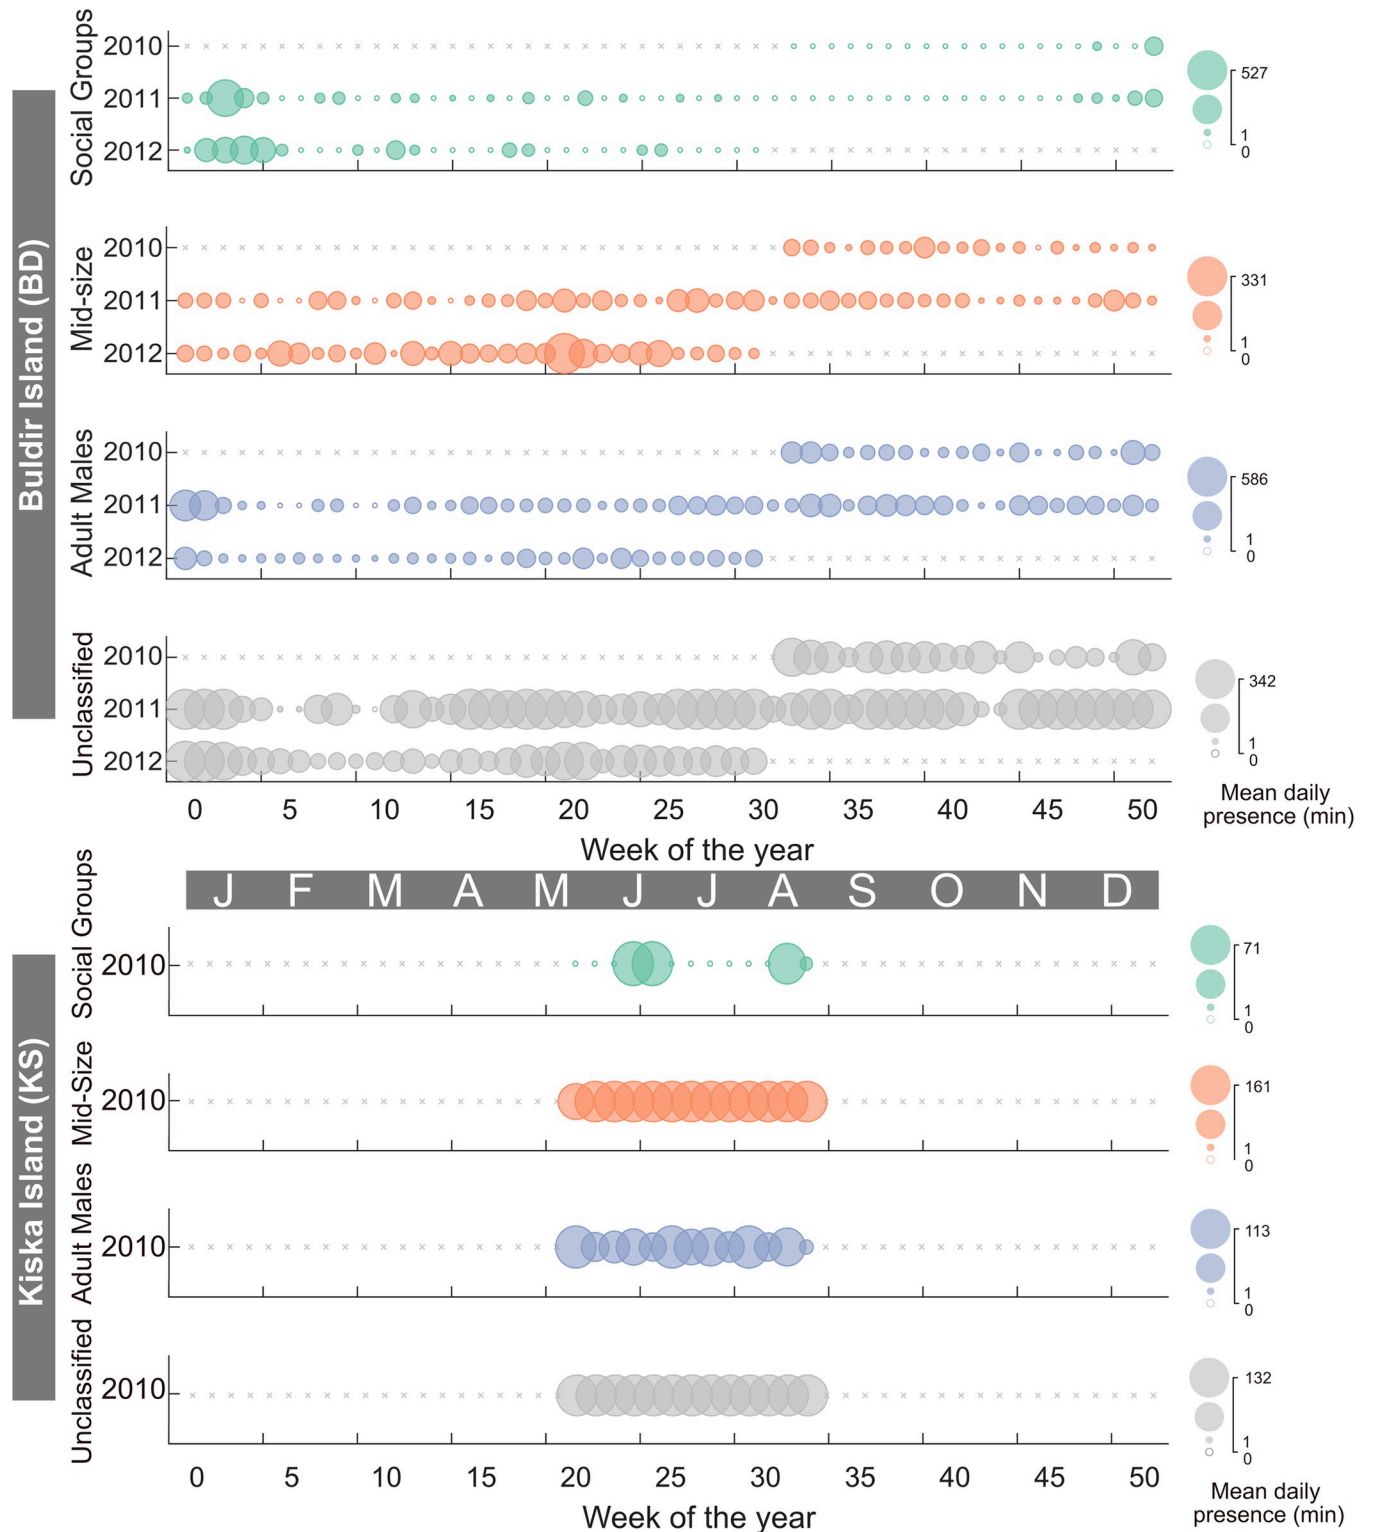 Buldir Island (BD)
Social Groups
2010
2011
2012
527
1
0
Mid-size
2010
2011
2012
331
1
0
Adult Males
2010
2011
2012
586
1
0
Unclassified
2010
2011
2012
342
1
0
0 5 10 15 20 25 30 35 40 45 50
Week of the year
Mean daily
presence (min)
J F M A M J J A S O N D
Kiska Island (KS)
Social Groups
2010
71
1
0
Mid-Size
2010
161
1
0
Adult Males
2010
113
1
0
Unclassified
2010
132
1
0
0 5 10 15 20 25 30 35 40 45 50
Week of the year
Mean daily
presence (min)